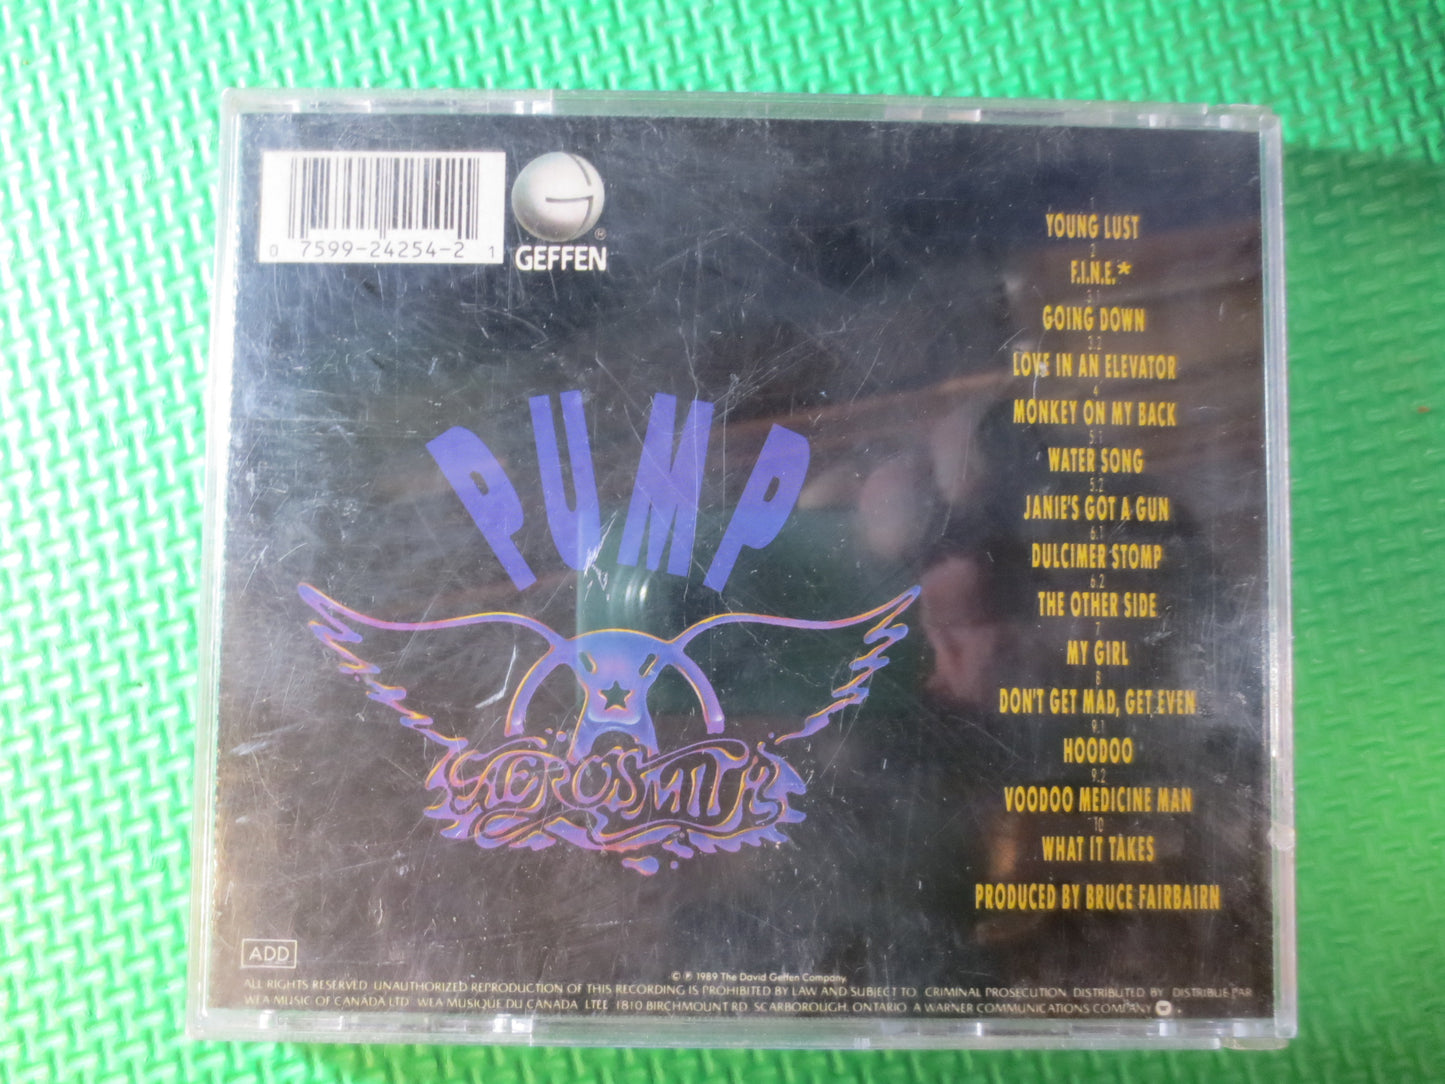 0 7599-24254-2 1
GEFFEN®
PUMP
AEROSMITH
1
YOUNG LUST
2
F.I.N.E.*
3.1
GOING DOWN
3.2
LOVE IN AN ELEVATOR
4
MONKEY ON MY BACK
5.1
WATER SONG
5.2
JANIE'S GOT A GUN
6.1
DULCIMER STOMP
6.2
THE OTHER SIDE
7
MY GIRL
8
DON'T GET MAD, GET EVEN
9.1
HOODOO
9.2
VOODOO MEDICINE MAN
10
WHAT IT TAKES
PRODUCED BY BRUCE FAIRBAIRN
ADD
© ℗ 1989 The David Geffen Company
ALL RIGHTS RESERVED. UNAUTHORIZED REPRODUCTION OF THIS RECORDING IS PROHIBITED BY LAW AND SUBJECT TO CRIMINAL PROSECUTION. DISTRIBUTED BY DISTRIBUE PAR
WEA MUSIC OF CANADA LTD WEA MUSIQUE DU CANADA LTEE 1810 BIRCHMOUNT RD. SCARBOROUGH, ONTARIO. A WARNER COMMUNICATIONS COMPANY